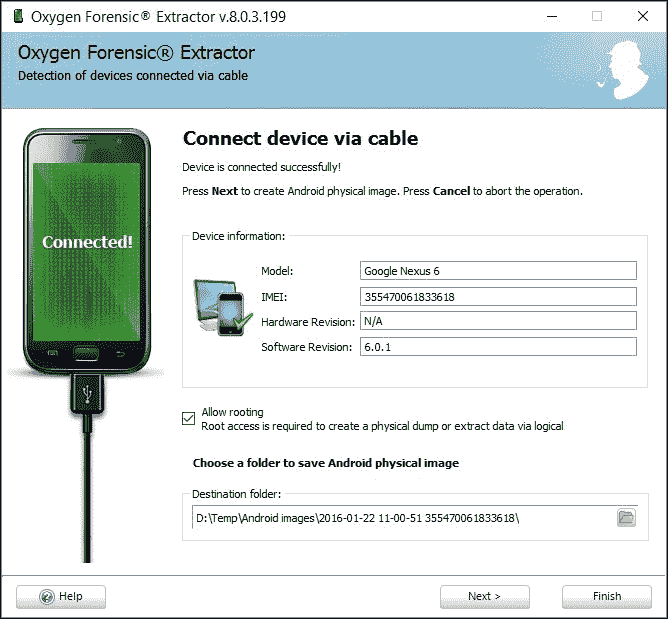 Oxygen Forensic® Extractor v.8.0.3.199
Oxygen Forensic® Extractor
Detection of devices connected via cable
Connected!
Connect device via cable
Device is connected successfully!
Press Next to create Android physical image. Press Cancel to abort the operation.
Device information:
Model: Google Nexus 6
IMEI: 355470061833618
Hardware Revision: N/A
Software Revision: 6.0.1
Allow rooting
Root access is required to create a physical dump or extract data via logical
Choose a folder to save Android physical image
Destination folder:
D:\Temp\Android images\2016-01-22 11-00-51 355470061833618\
Help
Next >
Finish